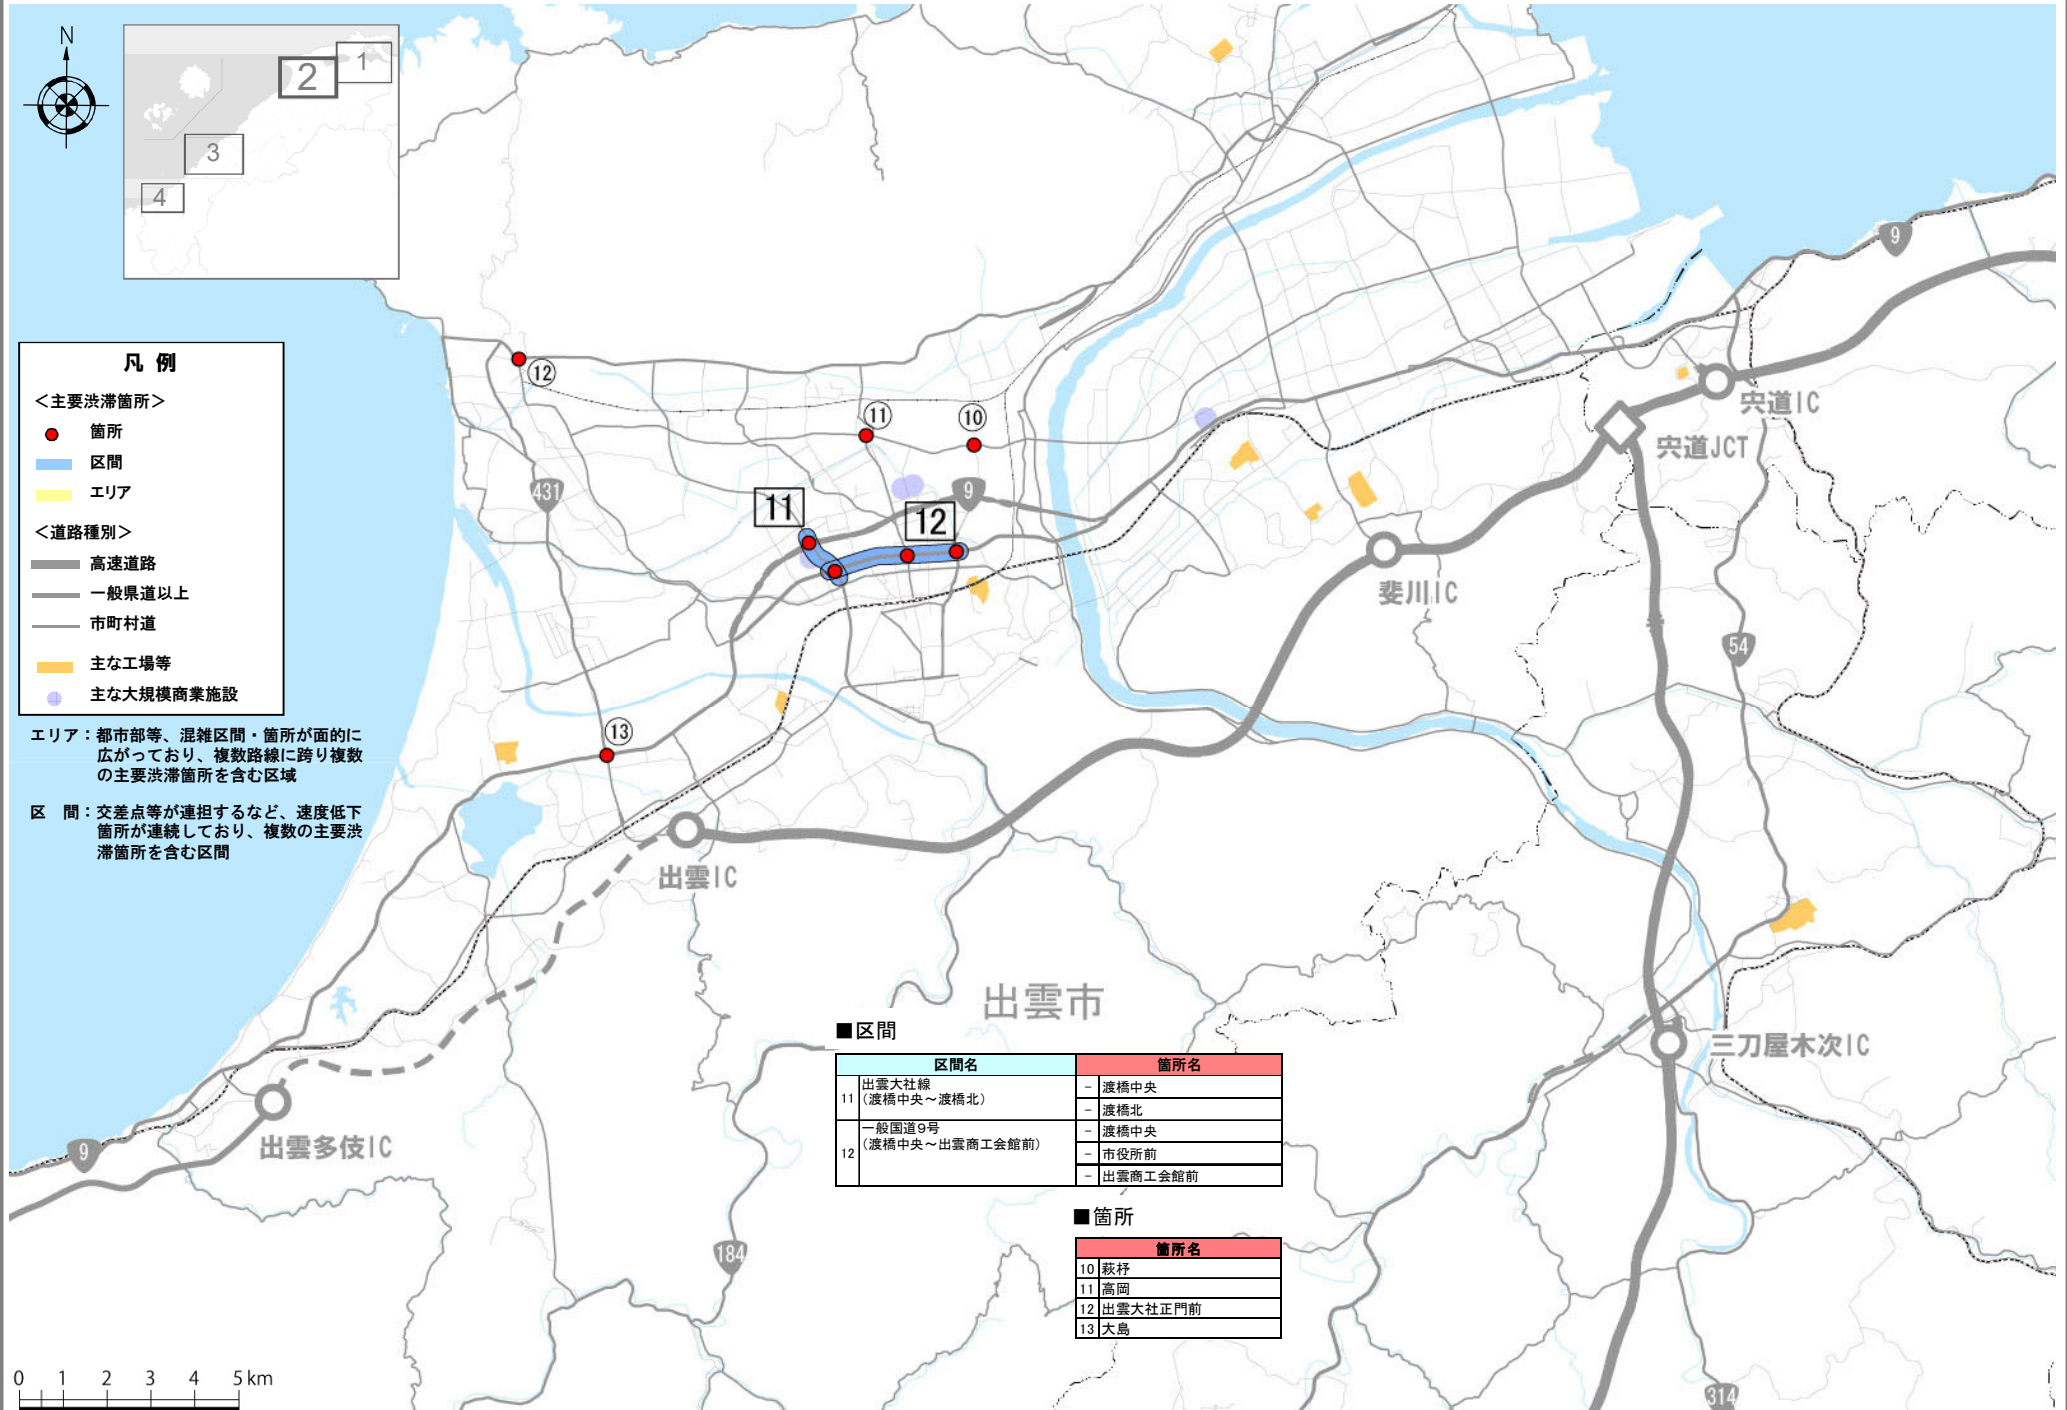 N
1
2
3
4
凡 例
＜主要渋滞箇所＞
箇所
区間
エリア
＜道路種別＞
高速道路
一般県道以上
市町村道
主な工場等
主な大規模商業施設
エリア：都市部等、混雑区間・箇所が面的に
広がっており、複数路線に跨り複数
の主要渋滞箇所を含む区域
区　間：交差点等が連担するなど、速度低下
箇所が連続しており、複数の主要渋
滞箇所を含む区間
9
宍道IC
宍道JCT
⑫
⑪
⑩
431
9
11
12
斐川IC
54
⑬
出雲IC
出雲市
三刀屋木次IC
出雲多伎IC
9
184
314
■区間
区間名 箇所名
11 出雲大社線
（渡橋中央～渡橋北）
－ 渡橋中央
－ 渡橋北
12 一般国道9号
（渡橋中央～出雲商工会館前）
－ 渡橋中央
－ 市役所前
－ 出雲商工会館前
■箇所
箇所名
10 萩杼
11 高岡
12 出雲大社正門前
13 大島
0 1 2 3 4 5 km